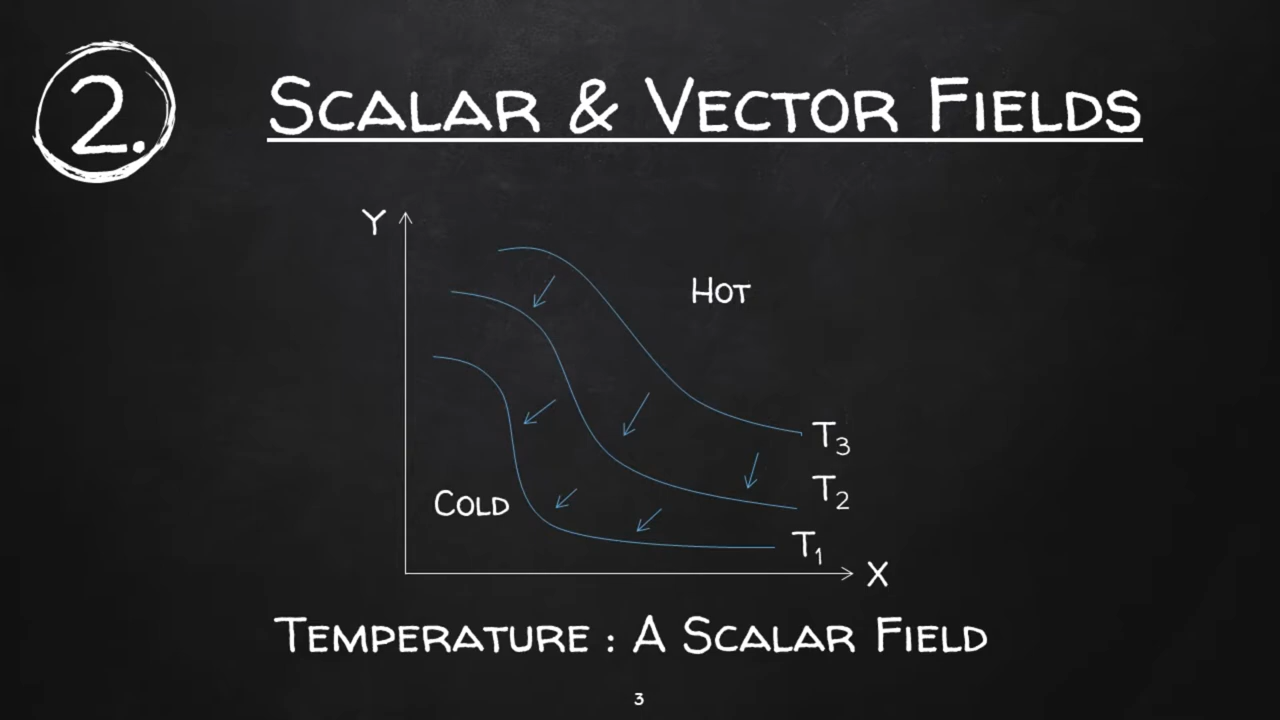 2.
Scalar & Vector Fields
Y
Hot
T3
T2
Cold
T1
X
Temperature : A Scalar Field
3